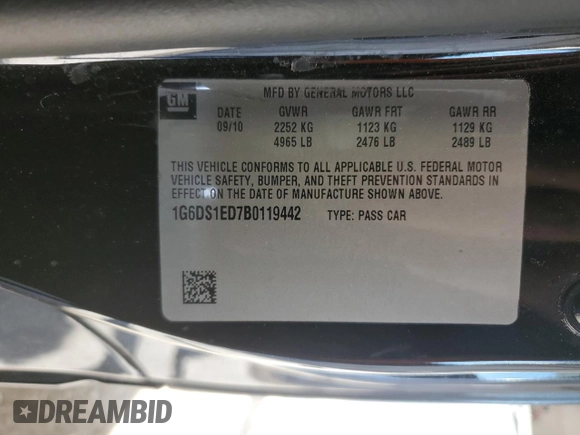 GM
MFD BY GENERAL MOTORS LLC
DATE GVWR GAWR FRT GAWR RR
09/10 2252 KG 1123 KG 1129 KG
4965 LB 2476 LB 2489 LB
THIS VEHICLE CONFORMS TO ALL APPLICABLE U.S. FEDERAL MOTOR
VEHICLE SAFETY, BUMPER, AND THEFT PREVENTION STANDARDS IN
EFFECT ON THE DATE OF MANUFACTURE SHOWN ABOVE.
1G6DS1ED7B0119442 TYPE: PASS CAR
DREAMBID